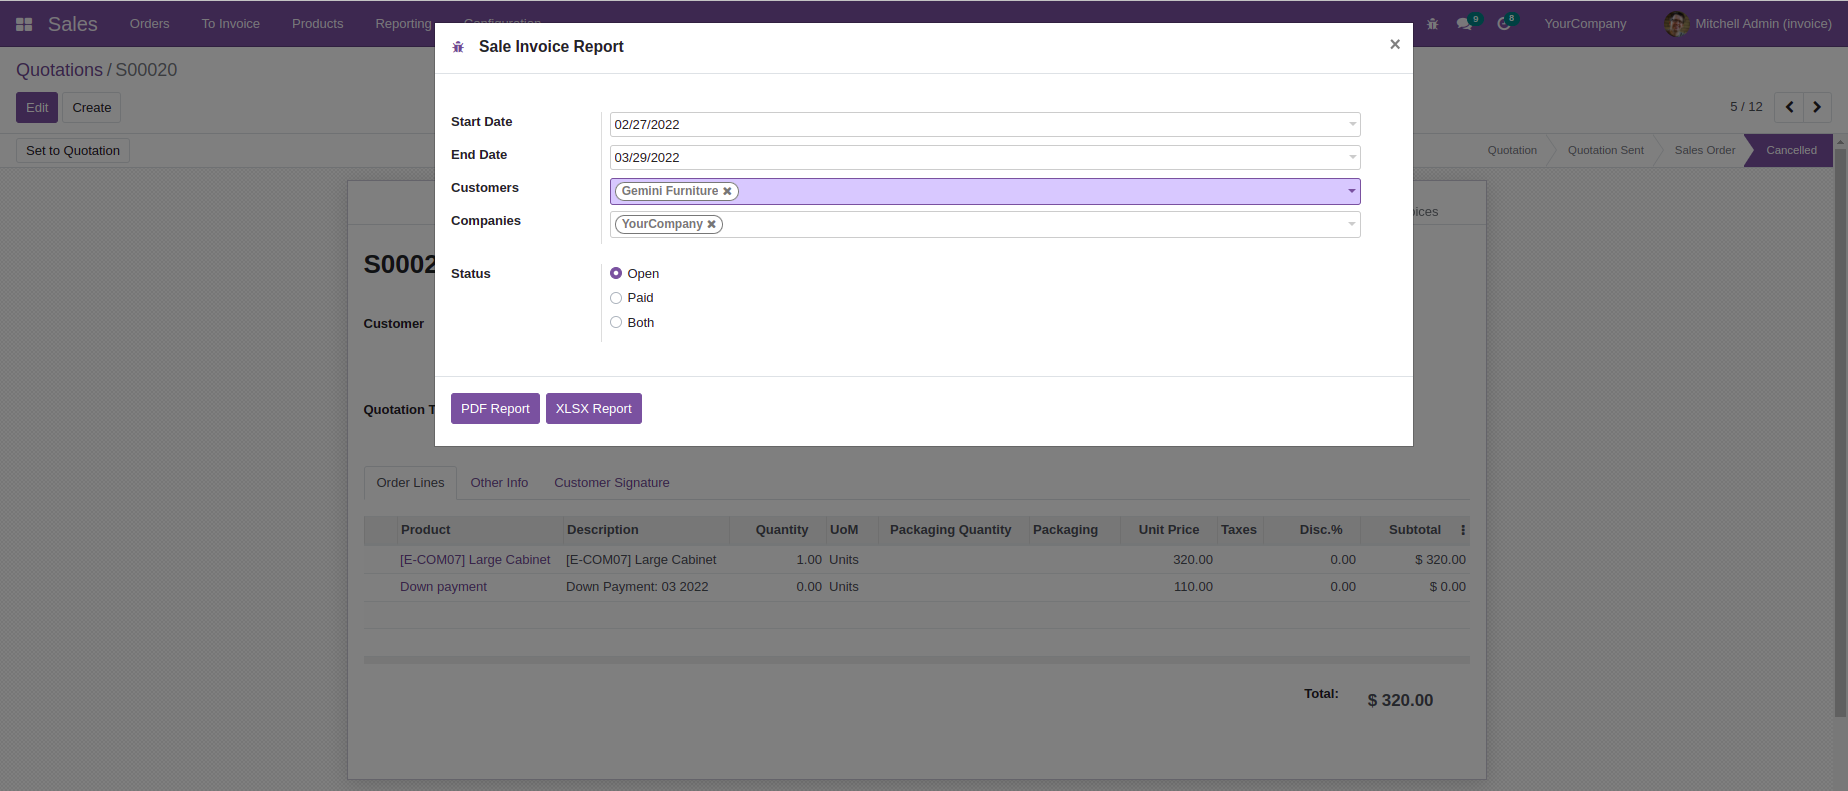 Sales Orders To Invoice Products Reporting Configuration 9 8 YourCompany Mitchell Admin (invoice)
Sale Invoice Report ×
Quotations / S00020
Edit Create 5 / 12
Set to Quotation Quotation Quotation Sent Sales Order Cancelled
Start Date 02/27/2022
End Date 03/29/2022
Customers Gemini Furniture ✖
Companies YourCompany ✖
Status Open
Paid
Both
PDF Report XLSX Report
S0002
Customer
Quotation T
Order Lines Other Info Customer Signature
Product Description Quantity UoM Packaging Quantity Packaging Unit Price Taxes Disc.% Subtotal
[E-COM07] Large Cabinet [E-COM07] Large Cabinet 1.00 Units 320.00 0.00 $ 320.00
Down payment Down Payment: 03 2022 0.00 Units 110.00 0.00 $ 0.00
Total: $ 320.00